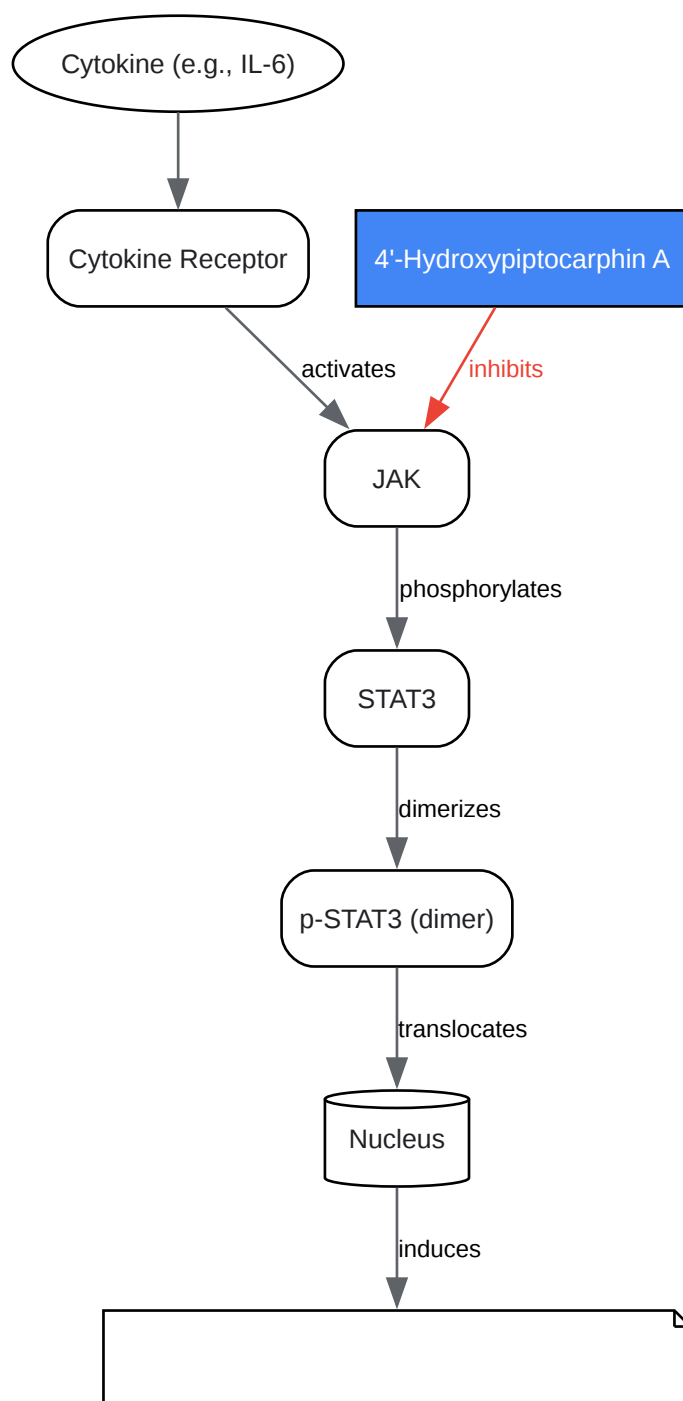 Cytokine (e.g., IL-6)
Cytokine Receptor
4'-Hydroxypiptocarphin A
activates
inhibits
JAK
phosphorylates
STAT3
dimerizes
p-STAT3 (dimer)
translocates
Nucleus
induces